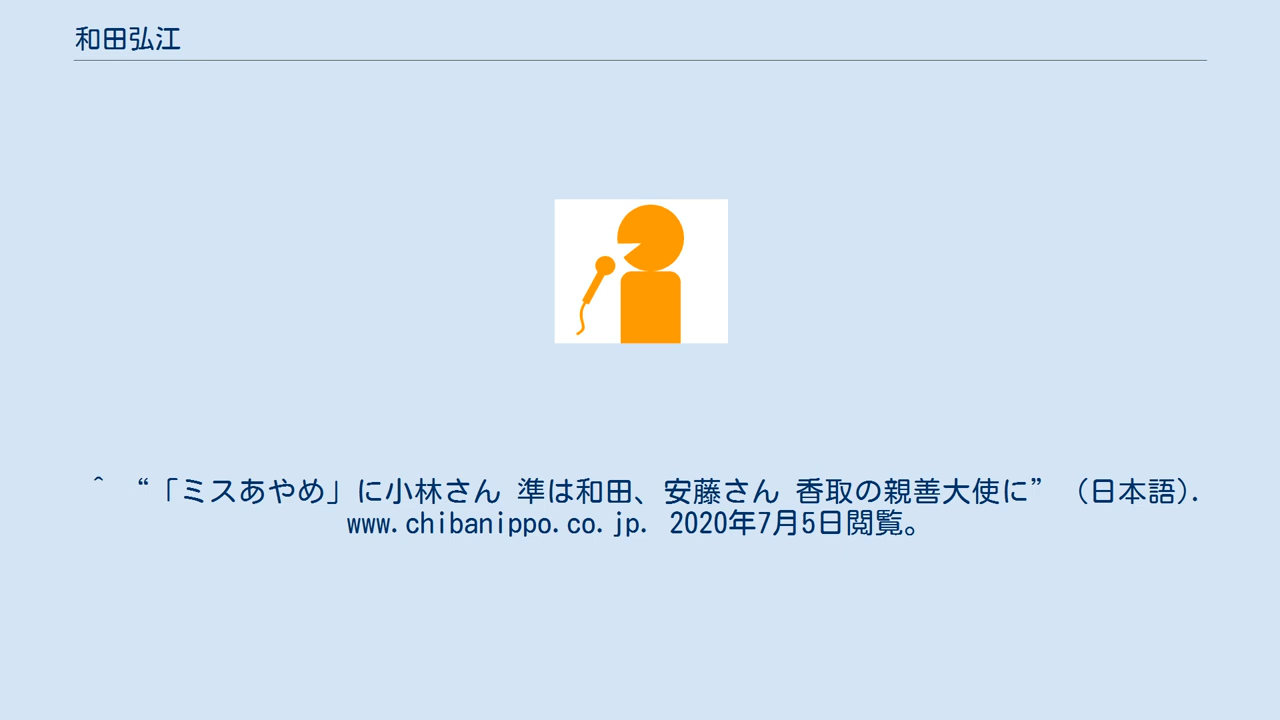 和田弘江
^ “「ミスあやめ」に小林さん 準は和田、安藤さん 香取の親善大使に” (日本語).
www.chibanippo.co.jp. 2020年7月5日閲覧。